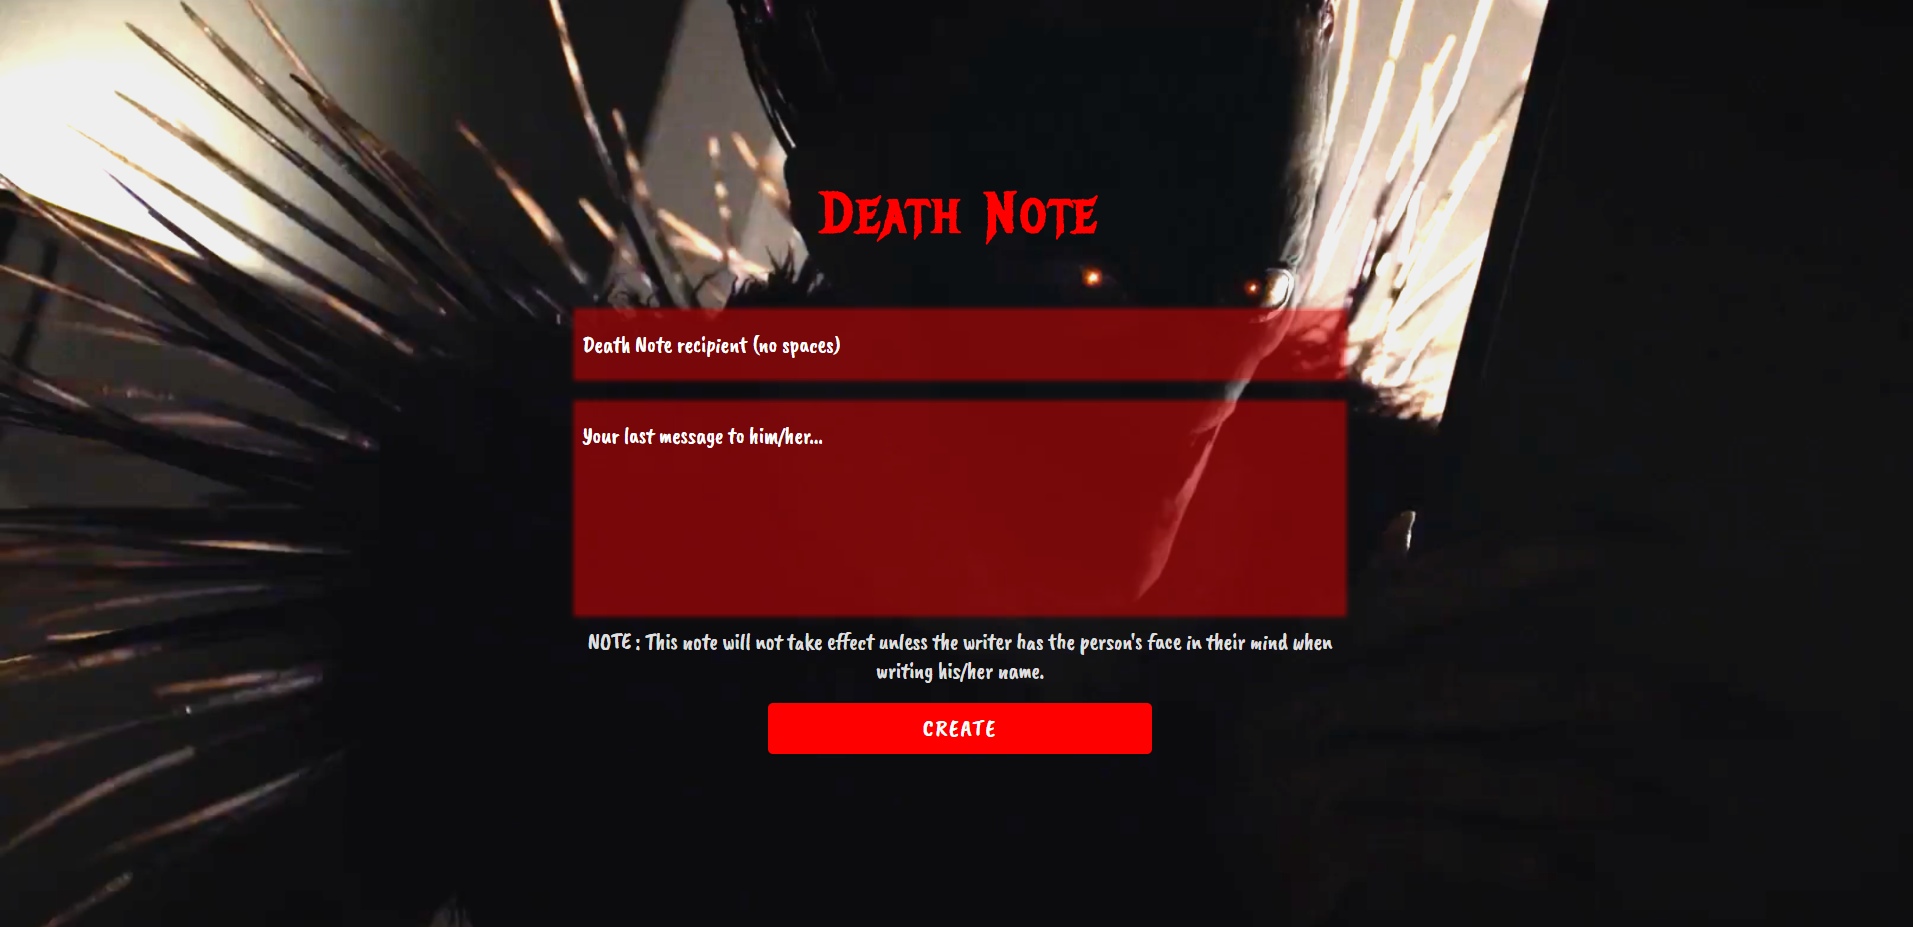 Death Note
Death Note recipient (no spaces)
Your last message to him/her...
NOTE : This note will not take effect unless the writer has the person's face in their mind when
writing his/her name.
CREATE